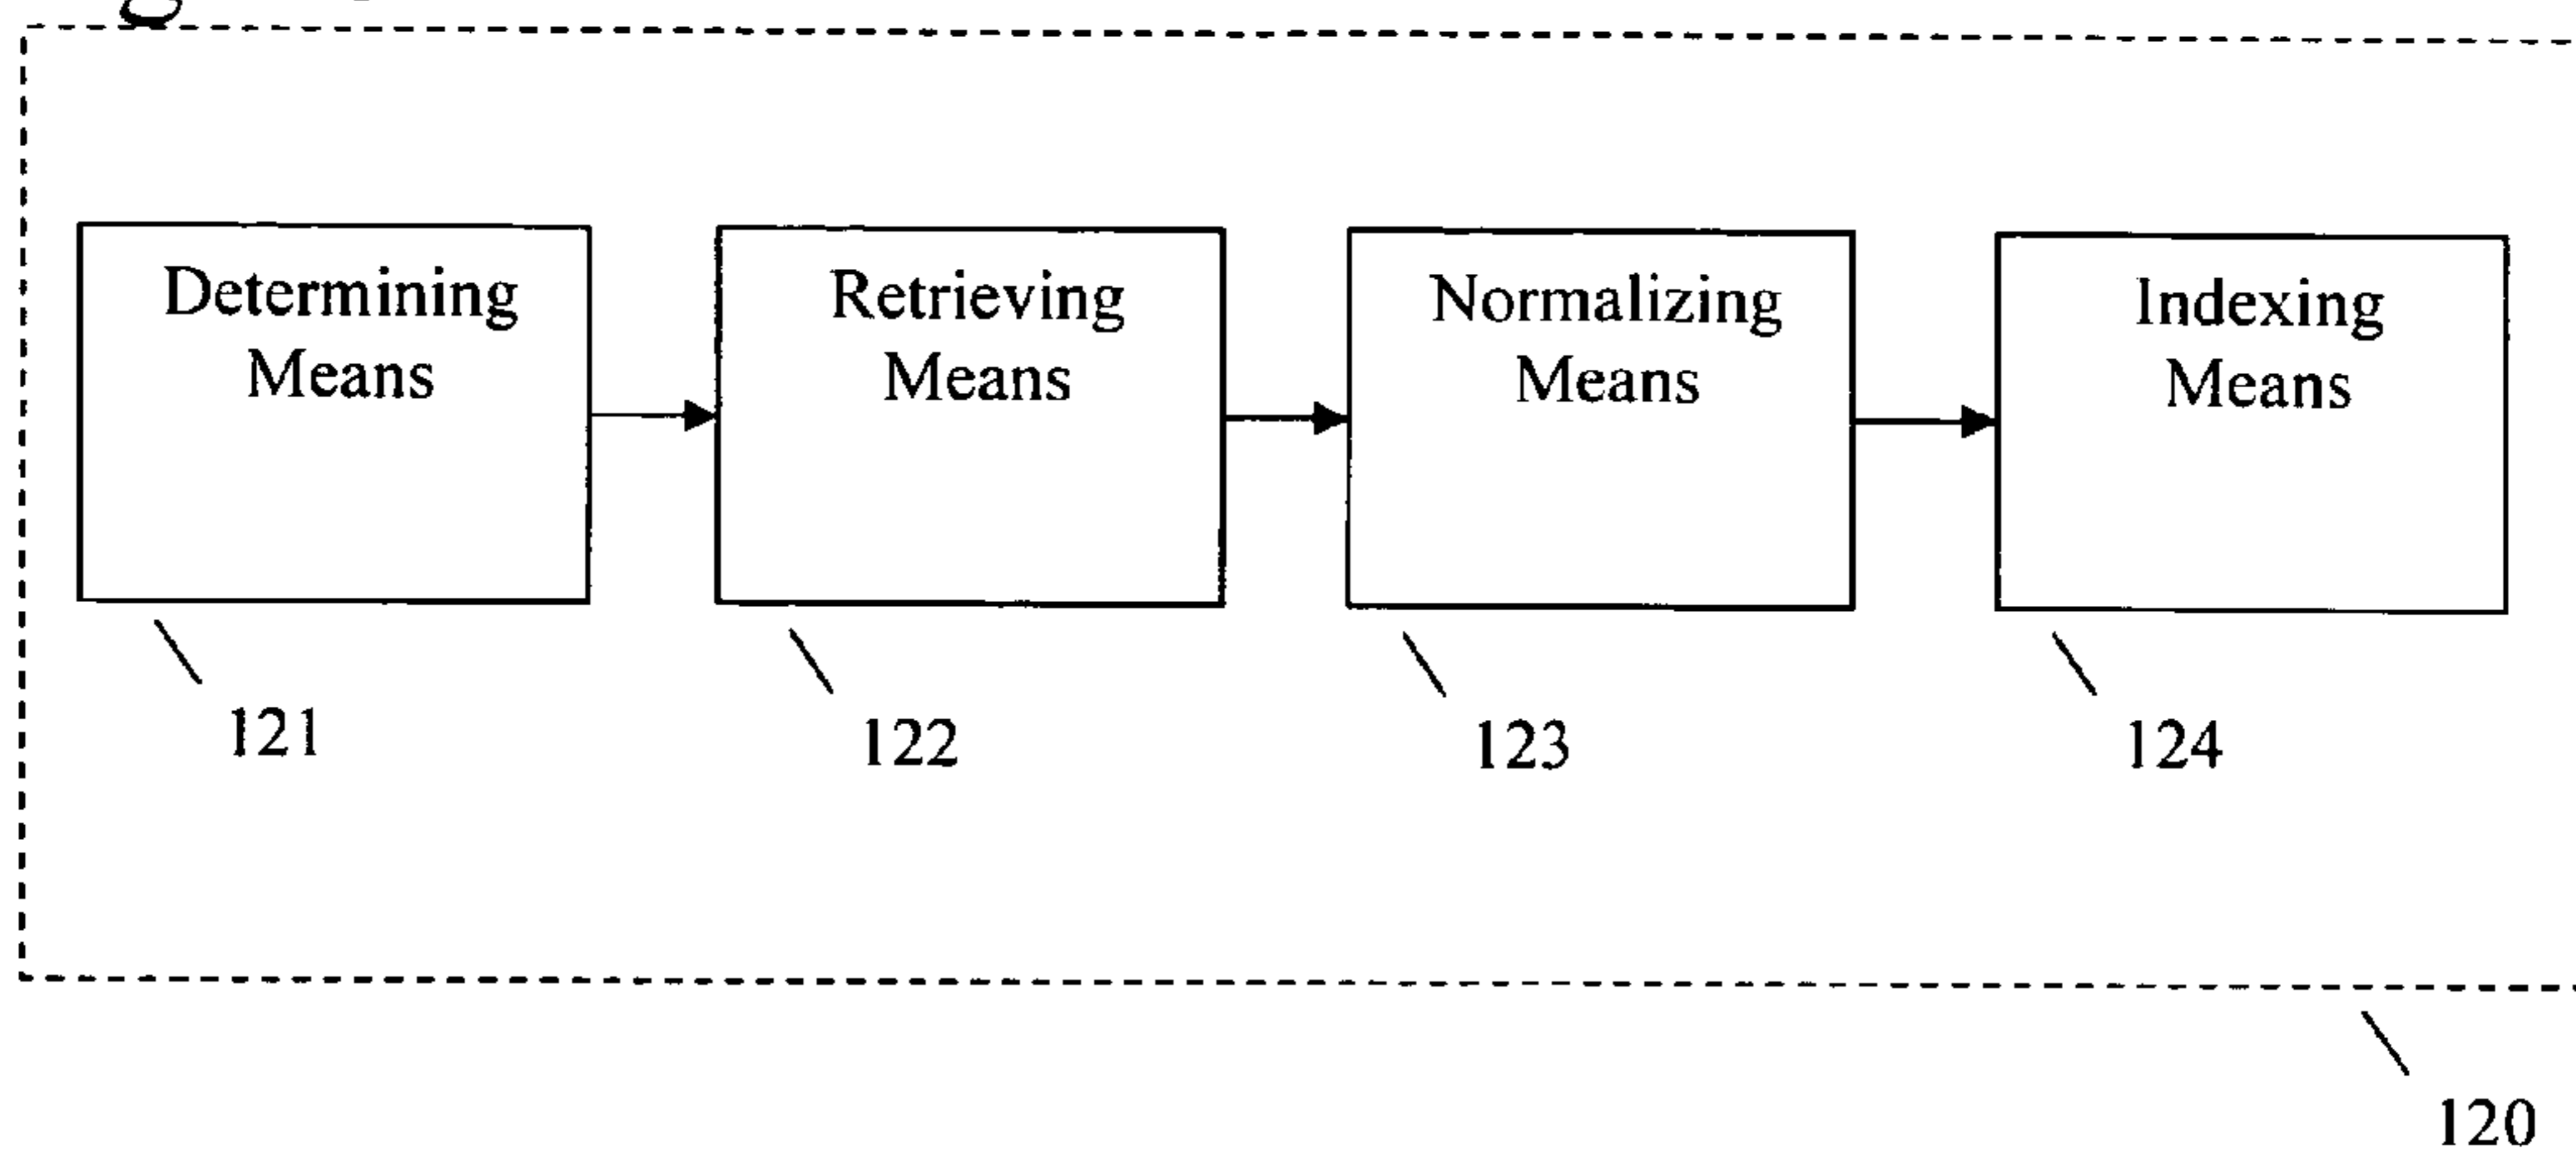 Determining
Means
Retrieving
Means
Normalizing
Means
Indexing
Means
121
122
123
124
120